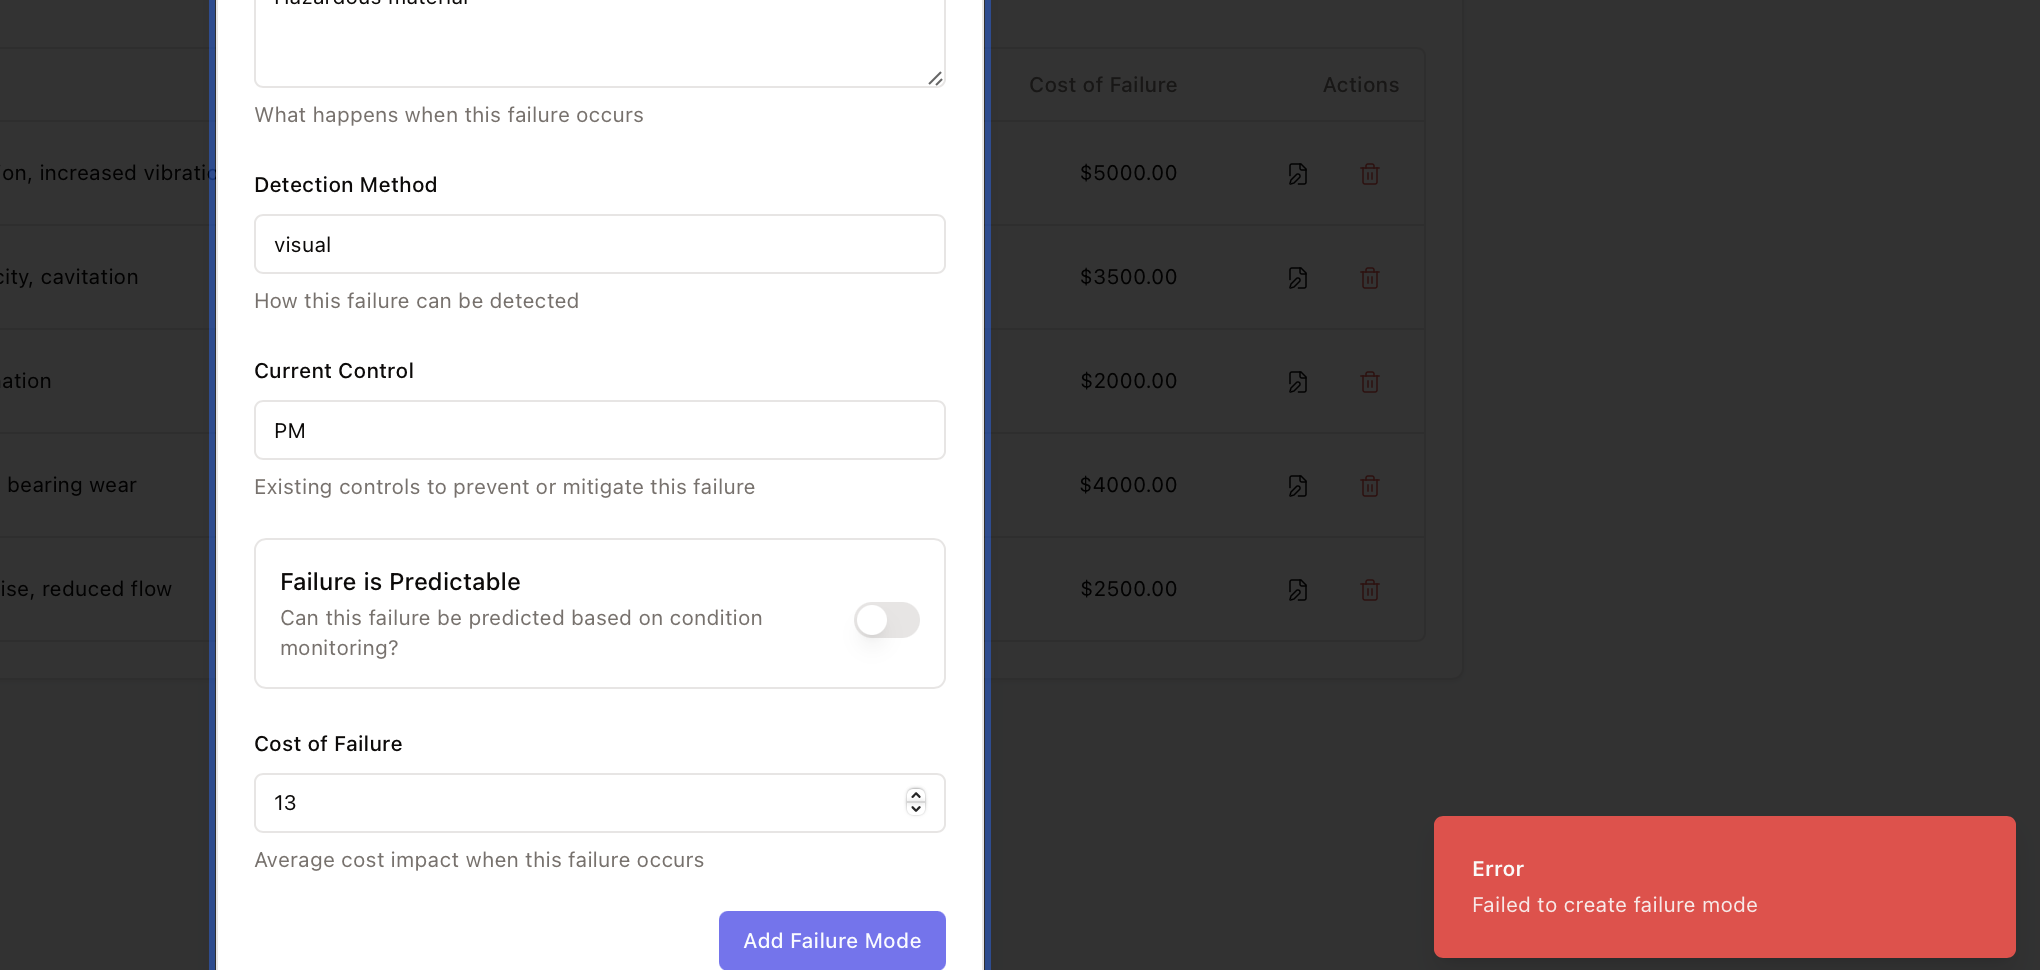 Hazardous material
What happens when this failure occurs
Detection Method
visual
How this failure can be detected
Current Control
PM
Existing controls to prevent or mitigate this failure
Failure is Predictable
Can this failure be predicted based on condition
monitoring?
Cost of Failure
13
Average cost impact when this failure occurs
Add Failure Mode
Cost of Failure Actions
on, increased vibratio $5000.00
city, cavitation $3500.00
ation $2000.00
bearing wear $4000.00
ise, reduced flow $2500.00
Error
Failed to create failure mode